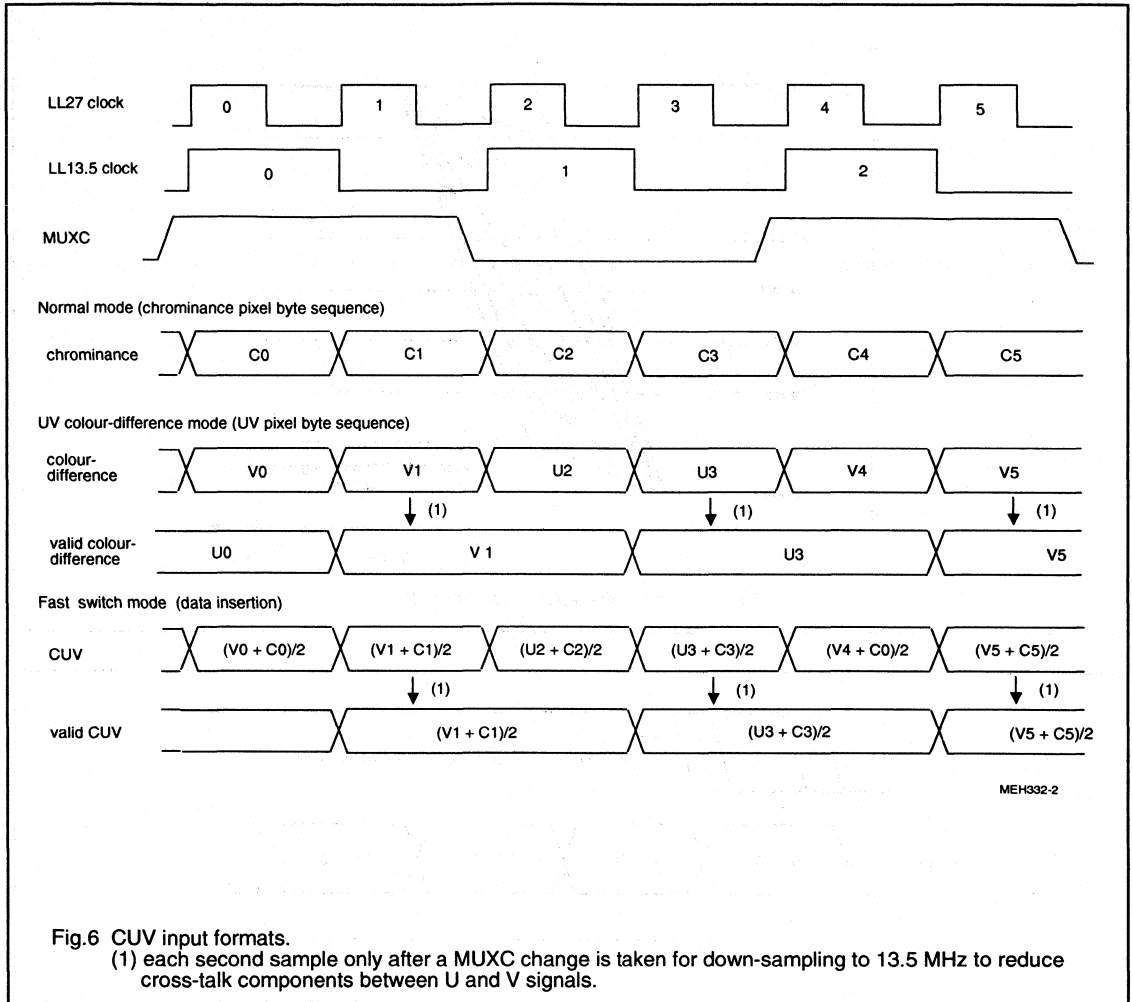 LL27 clock 0 1 2 3 4 5
LL13.5 clock 0 1 2
MUXC
Normal mode (chrominance pixel byte sequence)
chrominance C0 C1 C2 C3 C4 C5
UV colour-difference mode (UV pixel byte sequence)
colour-
difference V0 V1 U2 U3 V4 V5
(1) (1) (1)
valid colour-
difference U0 V 1 U3 V5
Fast switch mode (data insertion)
CUV (V0 + C0)/2 (V1 + C1)/2 (U2 + C2)/2 (U3 + C3)/2 (V4 + C0)/2 (V5 + C5)/2
(1) (1) (1)
valid CUV (V1 + C1)/2 (U3 + C3)/2 (V5 + C5)/2
MEH332-2
Fig.6 CUV input formats.
(1) each second sample only after a MUXC change is taken for down-sampling to 13.5 MHz to reduce
cross-talk components between U and V signals.